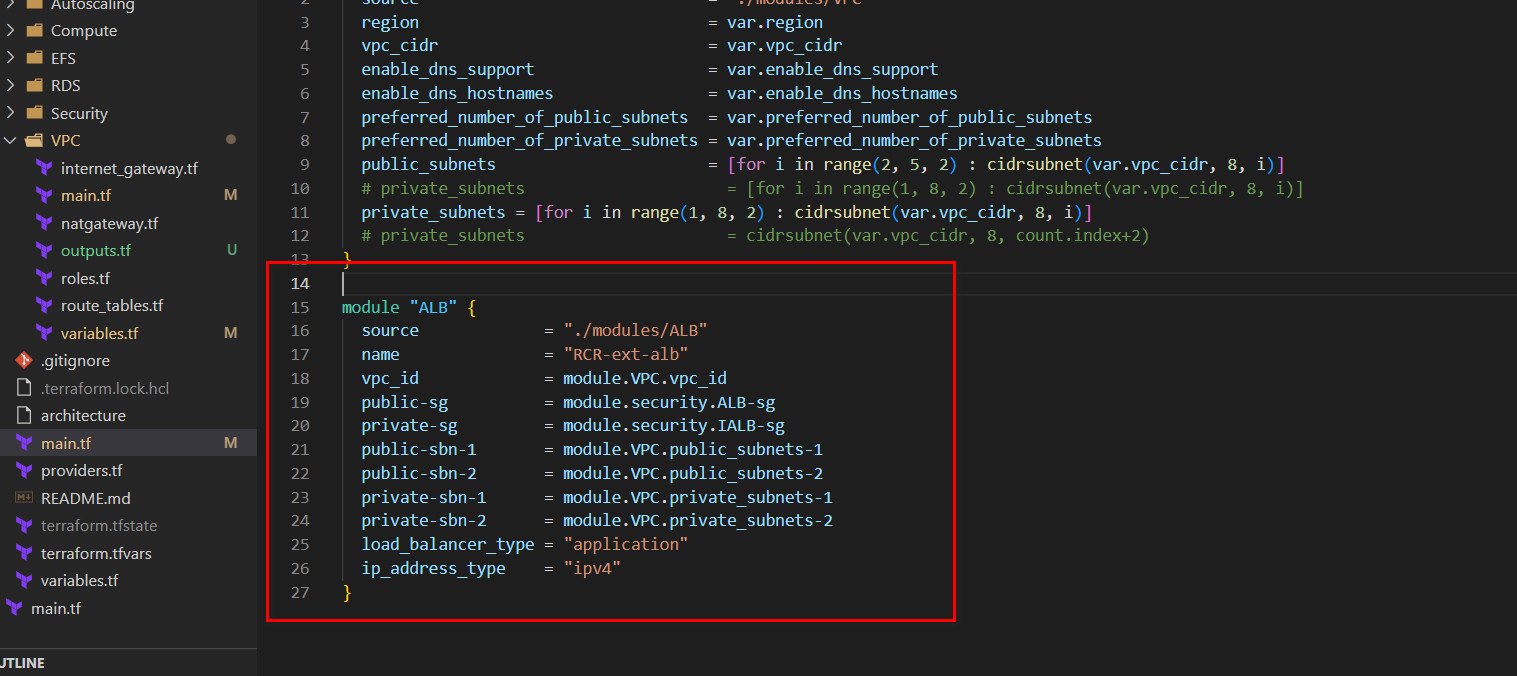 Autoscaling
Compute
EFS
RDS
Security
VPC
internet_gateway.tf
main.tf M
natgateway.tf
outputs.tf U
roles.tf
route_tables.tf
variables.tf M
.gitignore
.terraform.lock.hcl
architecture
main.tf M
providers.tf
README.md
terraform.tfstate
terraform.tfvars
variables.tf
main.tf
UTLINE
2 source = "./modules/VPC"
3 region = var.region
4 vpc_cidr = var.vpc_cidr
5 enable_dns_support = var.enable_dns_support
6 enable_dns_hostnames = var.enable_dns_hostnames
7 preferred_number_of_public_subnets = var.preferred_number_of_public_subnets
8 preferred_number_of_private_subnets = var.preferred_number_of_private_subnets
9 public_subnets = [for i in range(2, 5, 2) : cidrsubnet(var.vpc_cidr, 8, i)]
10 # private_subnets = [for i in range(1, 8, 2) : cidrsubnet(var.vpc_cidr, 8, i)]
11 private_subnets = [for i in range(1, 8, 2) : cidrsubnet(var.vpc_cidr, 8, i)]
12 # private_subnets = cidrsubnet(var.vpc_cidr, 8, count.index+2)
13 }
14
15 module "ALB" {
16 source = "./modules/ALB"
17 name = "RCR-ext-alb"
18 vpc_id = module.VPC.vpc_id
19 public-sg = module.security.ALB-sg
20 private-sg = module.security.IALB-sg
21 public-sbn-1 = module.VPC.public_subnets-1
22 public-sbn-2 = module.VPC.public_subnets-2
23 private-sbn-1 = module.VPC.private_subnets-1
24 private-sbn-2 = module.VPC.private_subnets-2
25 load_balancer_type = "application"
26 ip_address_type = "ipv4"
27 }